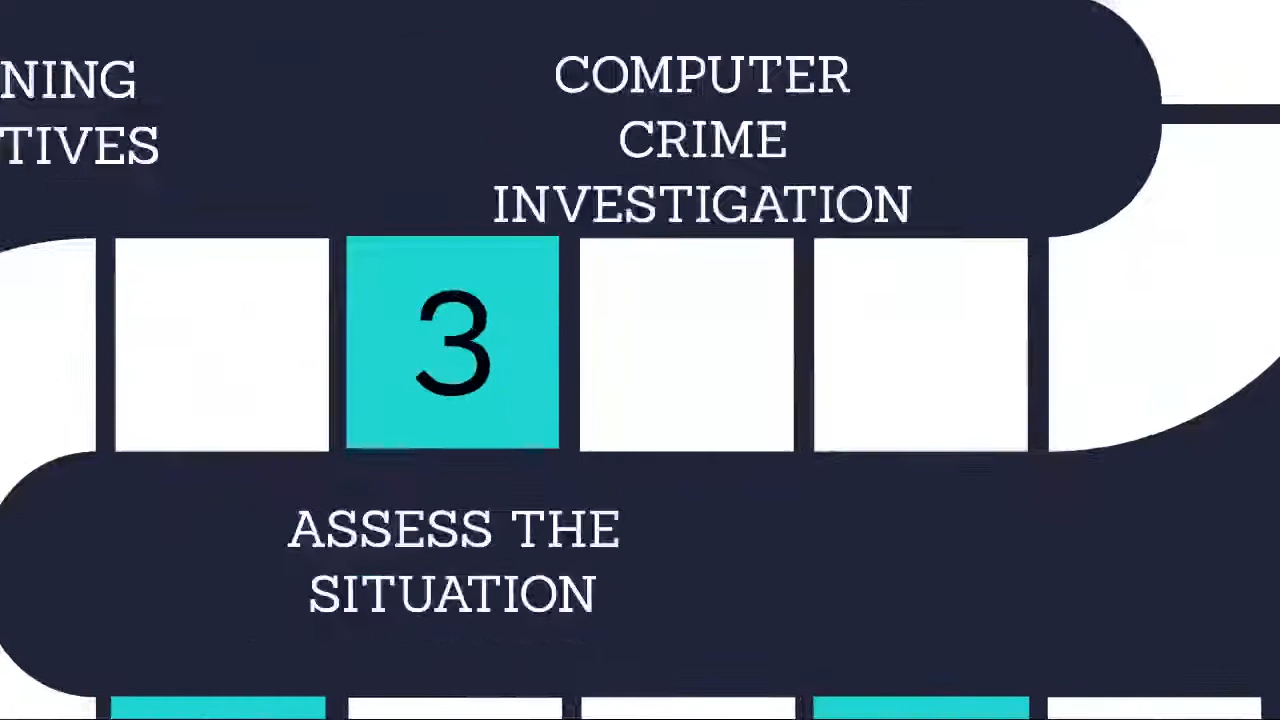 NING
TIVES
COMPUTER
CRIME
INVESTIGATION
3
ASSESS THE
SITUATION